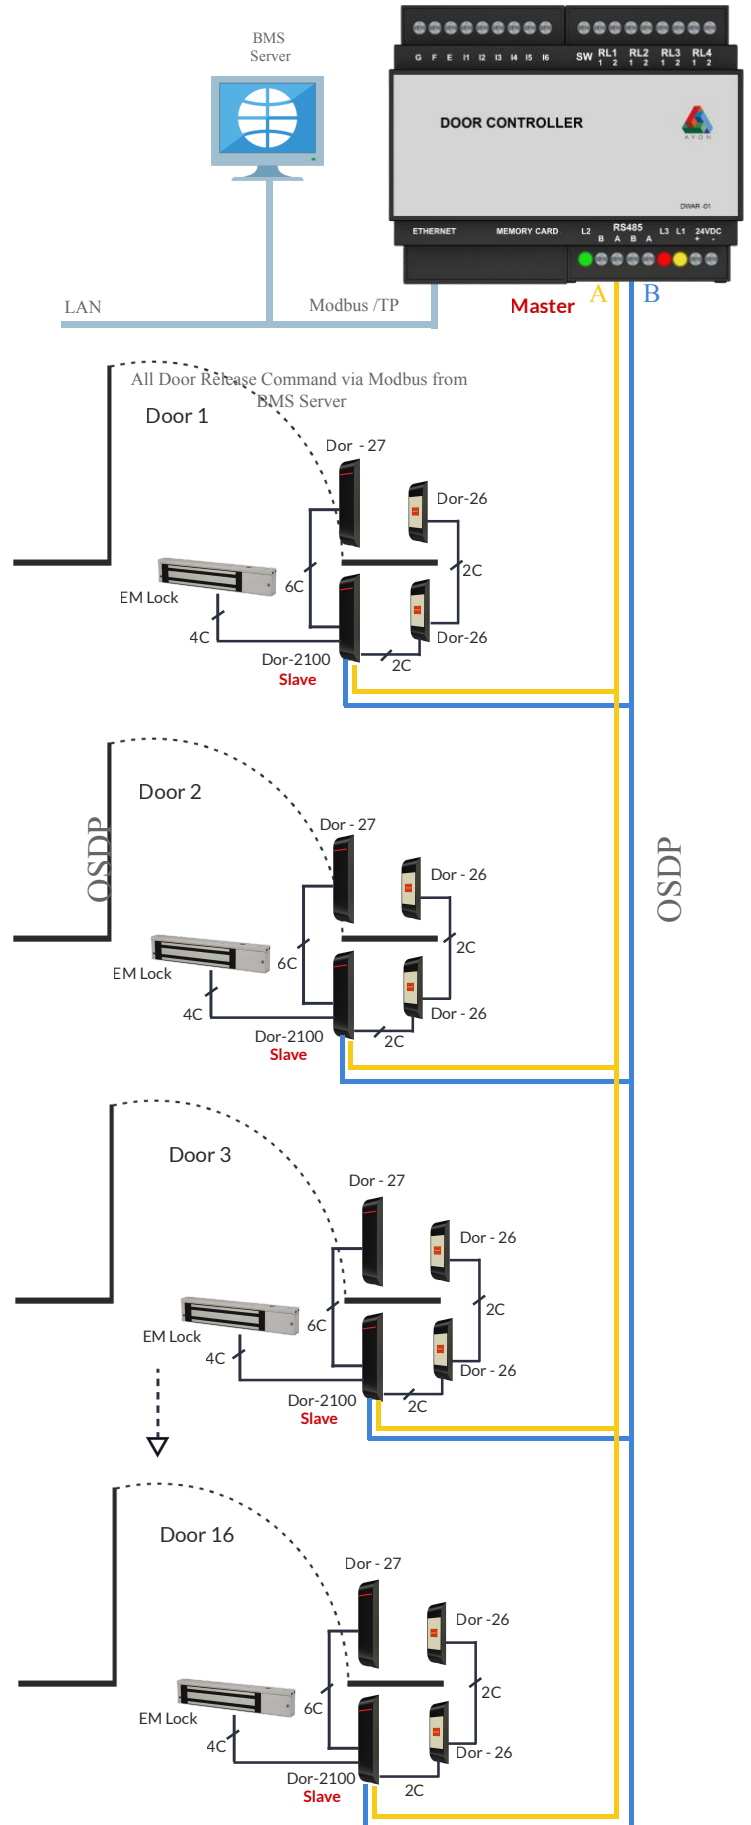 BMS
Server
G F E I1 I2 I3 I4 I5 I6
SW RL1 RL2 RL3 RL4
1 2 1 2 1 2 1 2
DOOR CONTROLLER
AVON
DWAR -01
ETHERNET MEMORY CARD L2 RS485 L3 L1 24VDC
B A B A + -
LAN
Modbus /TP
Master
A B
All Door Release Command via Modbus from
BMS Server
Door 1
Dor - 27
Dor-26
6C
2C
EM Lock
4C
Dor-26
Dor-2100
2C
Slave
Door 2
Dor - 27
OSDP
OSDP
Dor - 26
6C
2C
EM Lock
4C
Dor - 26
Dor-2100
2C
Slave
Door 3
Dor - 27
Dor - 26
6C
2C
EM Lock
4C
Dor - 26
Dor-2100
2C
Slave
Door 16
Dor - 27
Dor -26
6C
2C
EM Lock
4C
Dor - 26
Dor-2100
2C
Slave